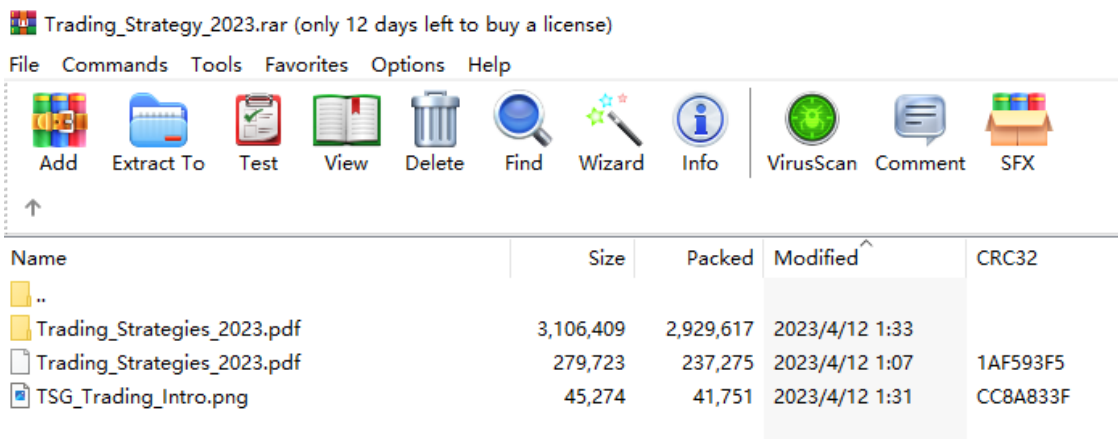 Trading_Strategy_2023.rar (only 12 days left to buy a license)
File Commands Tools Favorites Options Help
Add Extract To Test View Delete Find Wizard Info VirusScan Comment SFX
Name Size Packed Modified CRC32
..
Trading_Strategies_2023.pdf 3,106,409 2,929,617 2023/4/12 1:33
Trading_Strategies_2023.pdf 279,723 237,275 2023/4/12 1:07 1AF593F5
TSG_Trading_Intro.png 45,274 41,751 2023/4/12 1:31 CC8A833F